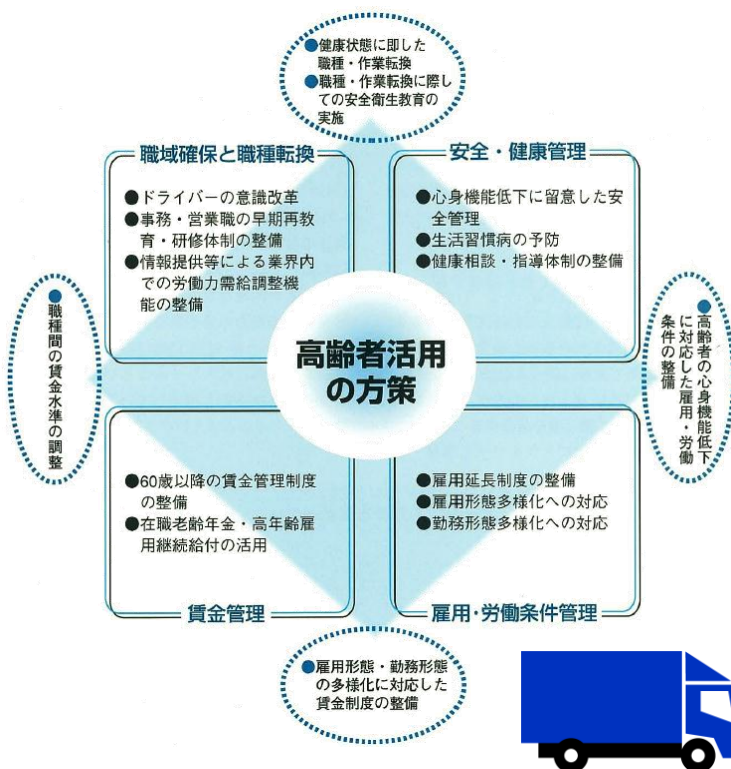 ●健康状態に即した
職種・作業転換
●職種・作業転換に際し
ての安全衛生教育の
実施
職域確保と職種転換
●ドライバーの意識改革
●事務・営業職の早期再教
育・研修体制の整備
●情報提供等による業界内
での労働力需給調整機
能の整備
安全・健康管理
●心身機能低下に留意した安
全管理
●生活習慣病の予防
●健康相談・指導体制の整備
●職種間の賃金水準の調整
高齢者活用
の方策
●高齢者の心身機能低下
に対応した雇用・労働
条件の整備
●60歳以降の賃金管理制度
の整備
●在職老齢年金・高年齢雇
用継続給付の活用
賃金管理
●雇用延長制度の整備
●雇用形態多様化への対応
●勤務形態多様化への対応
雇用・労働条件管理
●雇用形態・勤務形態
の多様化に対応した
賃金制度の整備